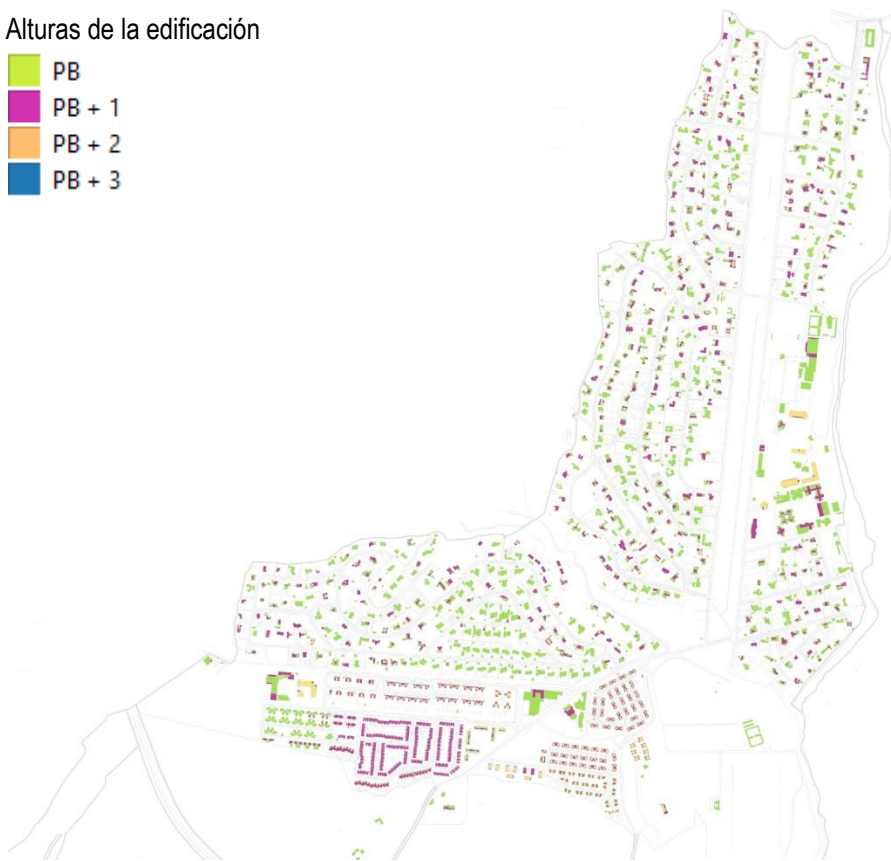 Alturas de la edificación
PB
PB + 1
PB + 2
PB + 3